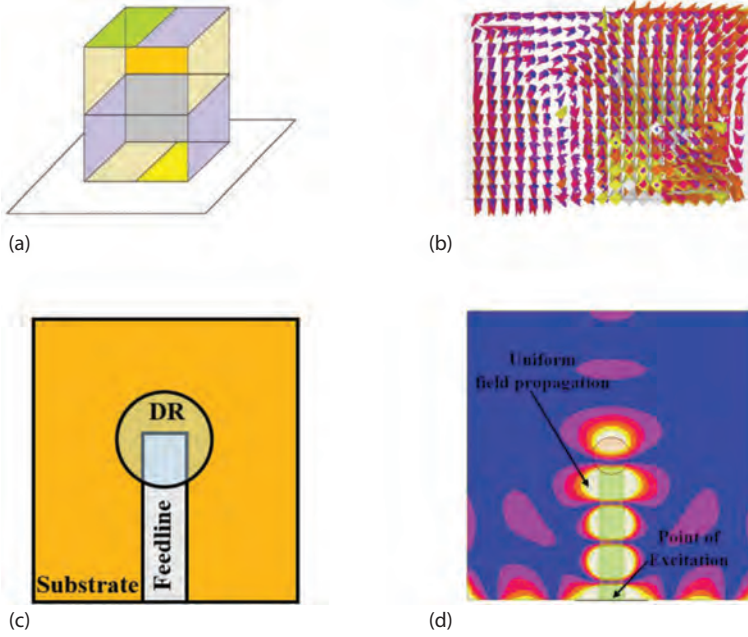 (a)
(b)
DR
Feedline
Substrate
(c)
Uniform
field propagation
Point of
Excitation
(d)